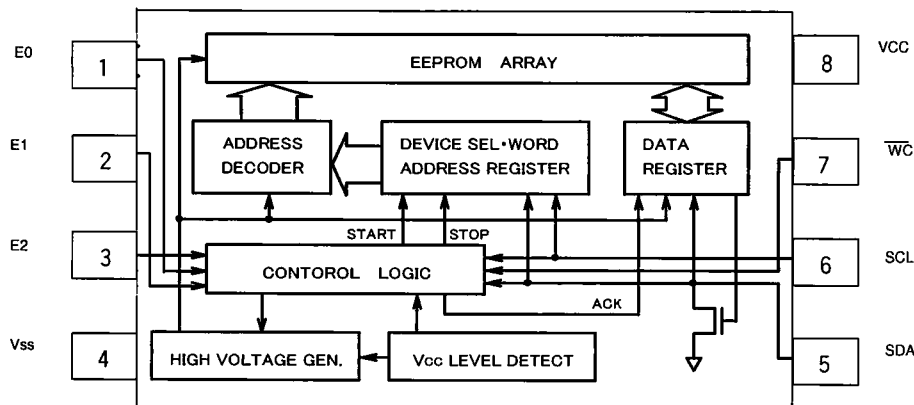 E0
1
E1
2
E2
3
Vss
4
EEPROM ARRAY
ADDRESS
DECODER
DEVICE SEL·WORD
ADDRESS REGISTER
DATA
REGISTER
START
STOP
CONTOROL LOGIC
ACK
HIGH VOLTAGE GEN.
Vcc LEVEL DETECT
8
VCC
7
W̅C̅
6
SCL
5
SDA